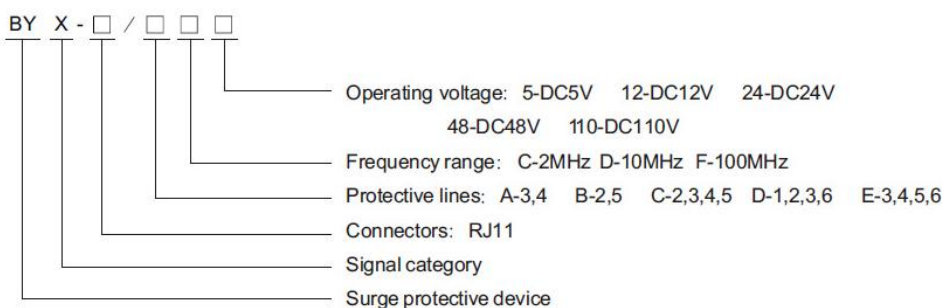 BY X - □ / □ □ □
Operating voltage: 5-DC5V 12-DC12V 24-DC24V
48-DC48V 110-DC110V
Frequency range: C-2MHz D-10MHz F-100MHz
Protective lines: A-3,4 B-2,5 C-2,3,4,5 D-1,2,3,6 E-3,4,5,6
Connectors: RJ11
Signal category
Surge protective device